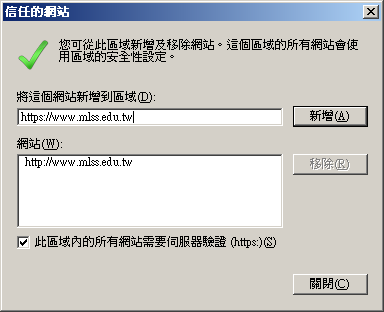 信任的網站
您可從此區域新增及移除網站。這個區域的所有網站會使
用區域的安全性設定。
將這個網站新增到區域(D):
https://www.mlss.edu.tw
新增(A)
網站(W):
http://www.mlss.edu.tw
移除(R)
此區域內的所有網站需要伺服器驗證 (https:)(S)
關閉(C)